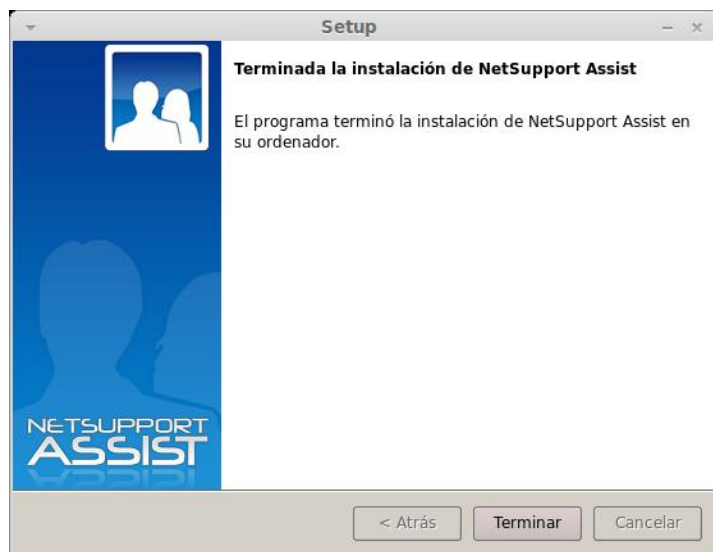 Setup
Terminada la instalación de NetSupport Assist
El programa terminó la instalación de NetSupport Assist en
su ordenador.
NETSUPPORT
ASSIST
< Atrás
Terminar
Cancelar